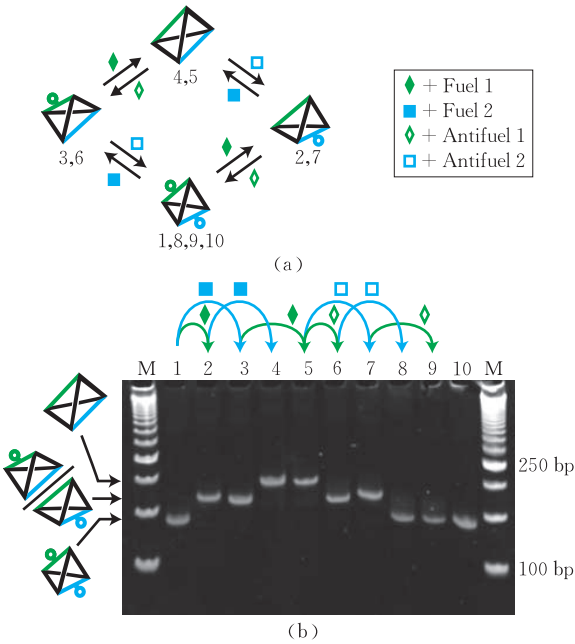 4,5
+ Fuel 1
+ Fuel 2
+ Antifuel 1
+ Antifuel 2
3,6
2,7
1,8,9,10
(a)
M 1 2 3 4 5 6 7 8 9 10 M
250 bp
100 bp
(b)